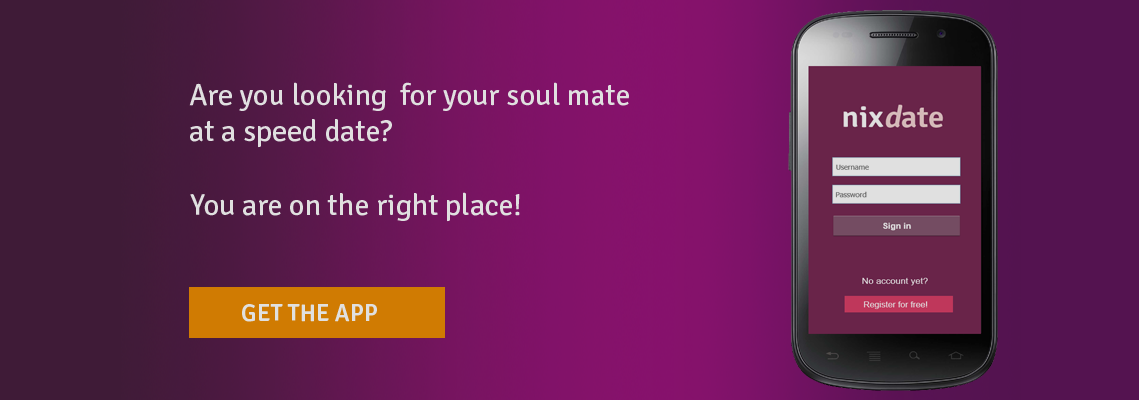 Are you looking  for your soul mate
at a speed date?
You are on the right place!
GET THE APP
nixdate
Username
Password
Sign in
No account yet?
Register for free!